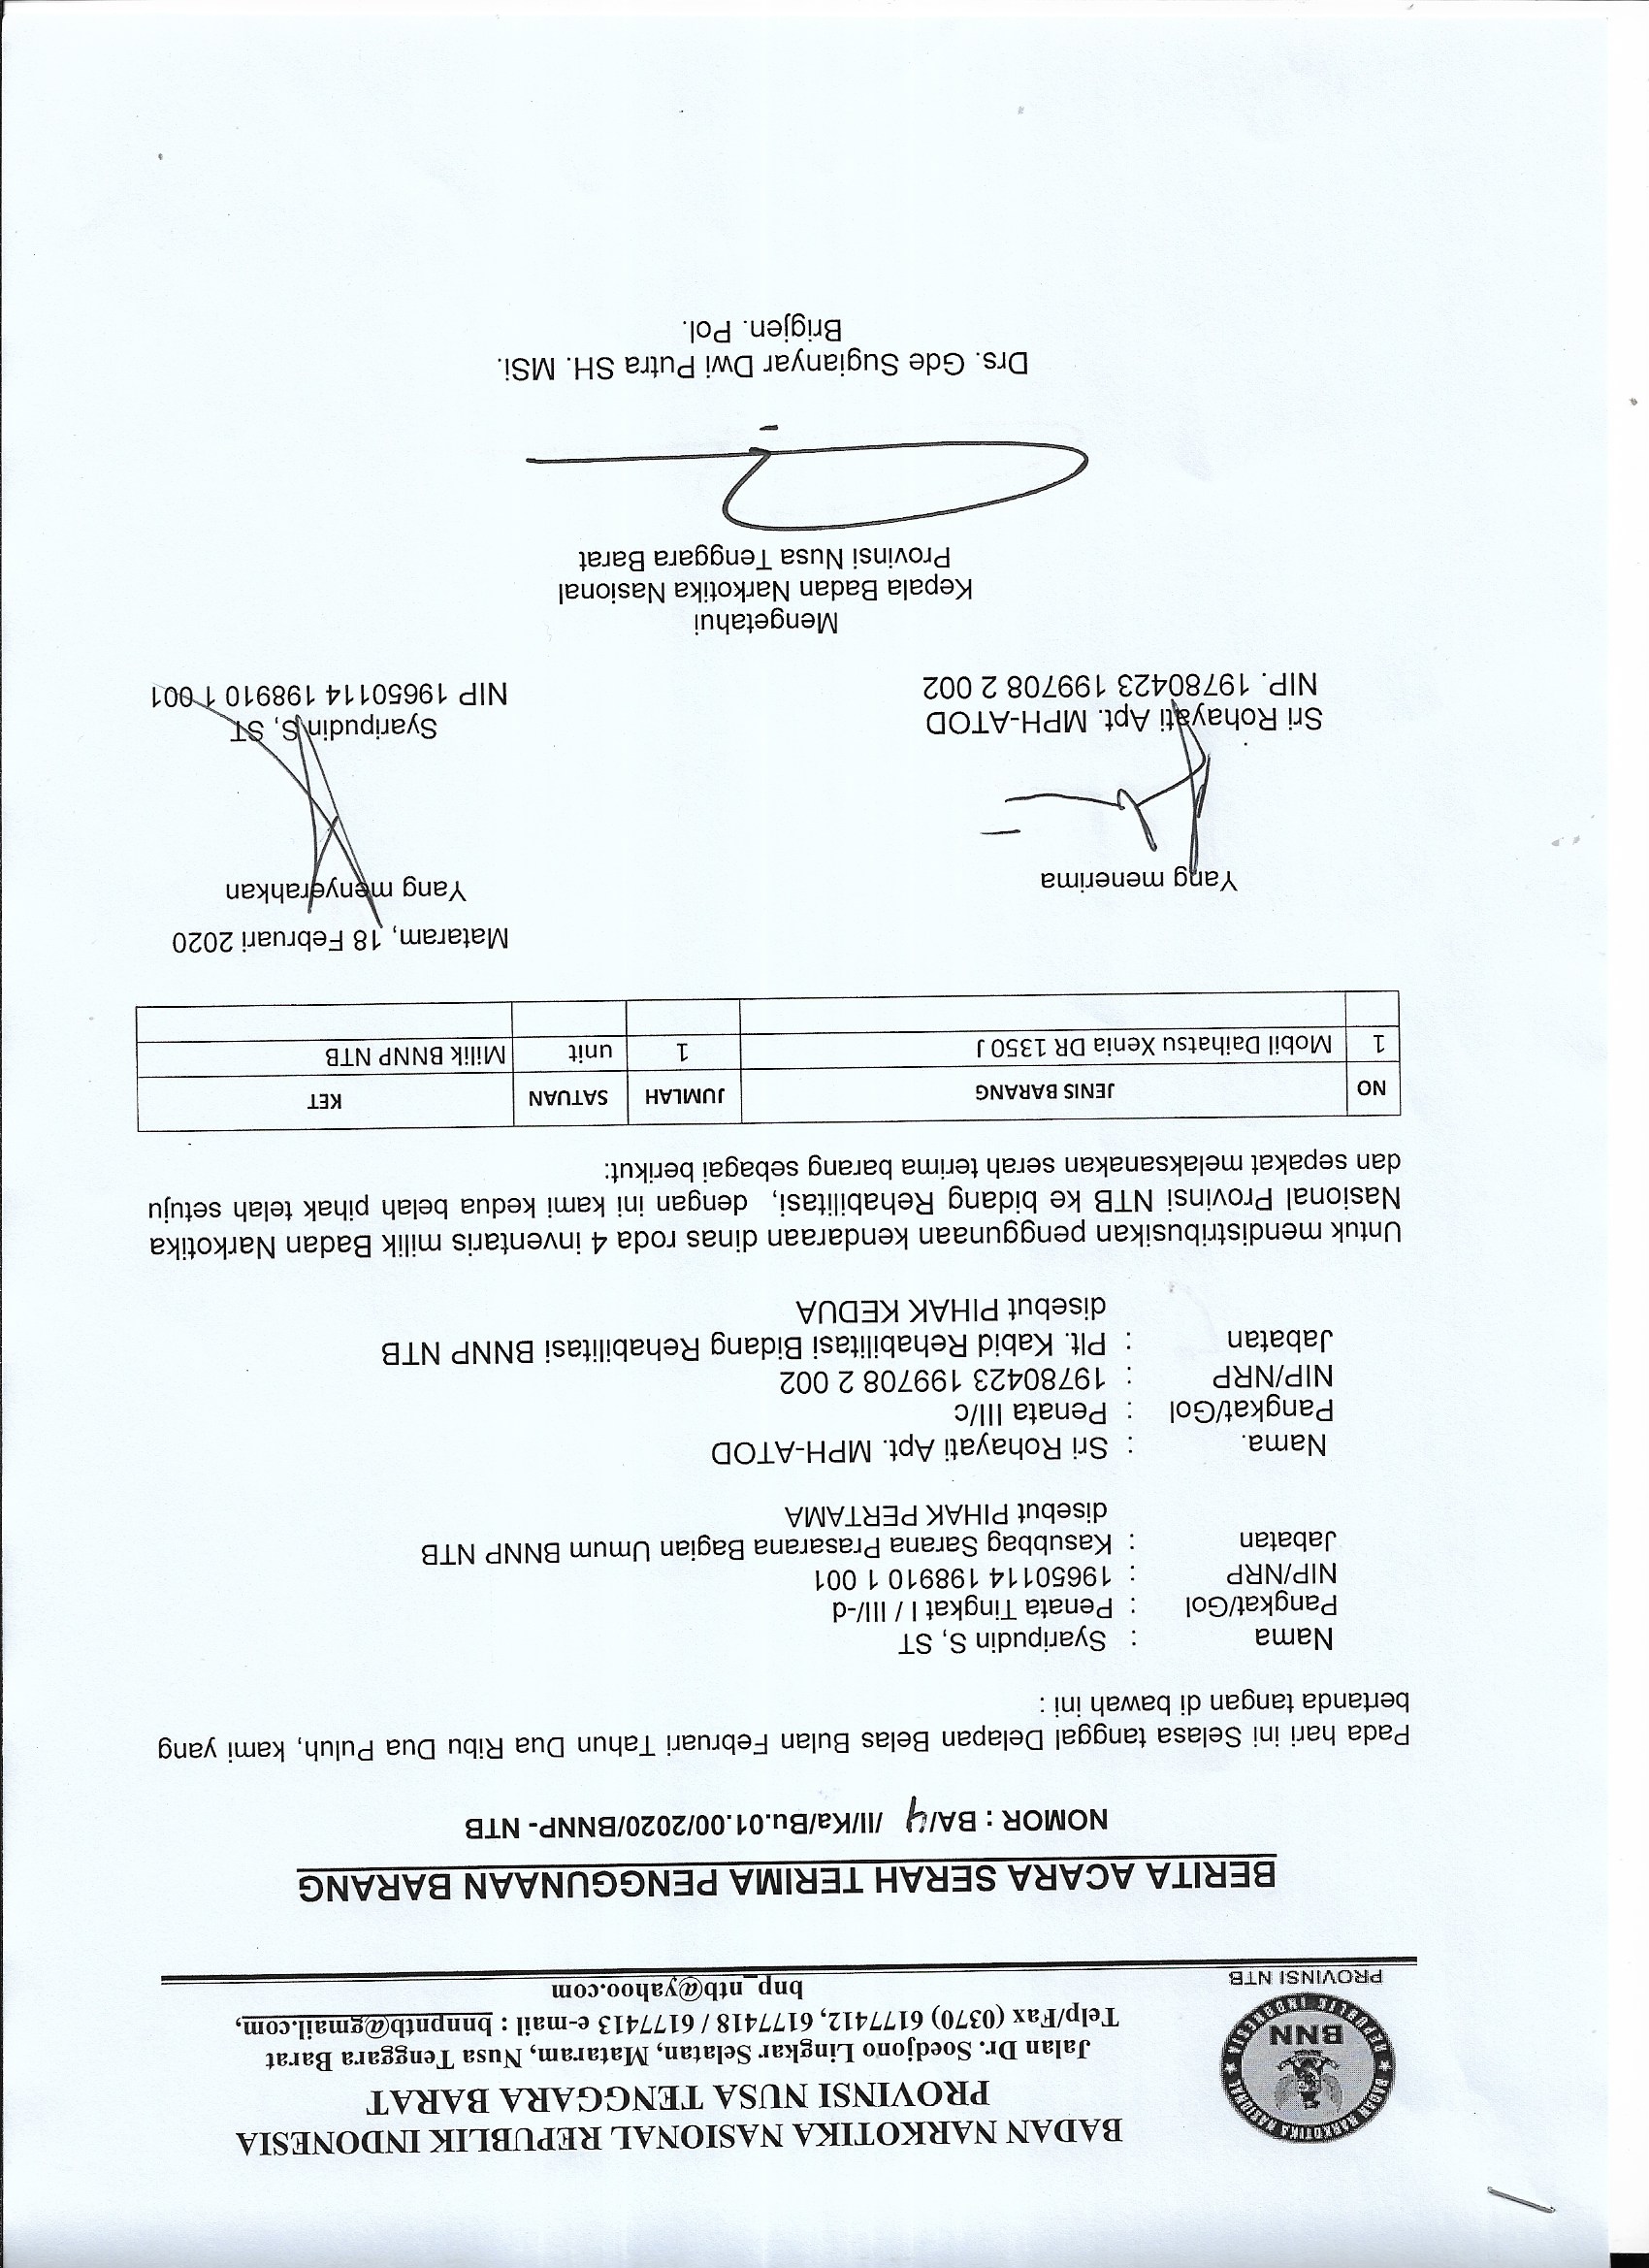 BADAN NARKOTIKA NASIONAL REPUBLIK INDONESIA
PROVINSI NUSA TENGGARA BARAT
Jalan Dr. Soedjono Lingkar Selatan, Mataram, Nusa Tenggara Barat
Telp/Fax (0370) 6177412, 6177418 / 6177413 e-mail : bnnpntb@gmail.com,
bnp_ntb@yahoo.com
BADAN NARKOTIKA NASIONAL
BNN
REPUBLIK INDONESIA
PROVINSI NTB
BERITA ACARA SERAH TERIMA PENGGUNAAN BARANG
NOMOR : BA/4 /II/Ka/Bu.01.00/2020/BNNP- NTB
Pada hari ini Selasa tanggal Delapan Belas Bulan Februari Tahun Dua Ribu Dua Puluh, kami yang
bertanda tangan di bawah ini :
Nama : Syaripudin S, ST
Pangkat/Gol : Penata Tingkat I / III/-d
NIP/NRP : 19650114 198910 1 001
Jabatan : Kasubbag Sarana Prasarana Bagian Umum BNNP NTB
disebut PIHAK PERTAMA
Nama. : Sri Rohayati Apt. MPH-ATOD
Pangkat/Gol : Penata III/c
NIP/NRP : 19780423 199708 2 002
Jabatan : Plt. Kabid Rehabilitasi Bidang Rehabilitasi BNNP NTB
disebut PIHAK KEDUA
Untuk mendistribusikan penggunaan kendaraan dinas roda 4 inventaris milik Badan Narkotika
Nasional Provinsi NTB ke bidang Rehabilitasi, dengan ini kami kedua belah pihak telah setuju
dan sepakat melaksanakan serah terima barang sebagai berikut:
NO JENIS BARANG JUMLAH SATUAN KET
1 Mobil Daihatsu Xenia DR 1350 J 1 unit Milik BNNP NTB
Mataram, 18 Februari 2020
Yang menerima Yang menyerahkan
Sri Rohayati Apt. MPH-ATOD Syaripudin S, ST
NIP. 19780423 199708 2 002 NIP 19650114 198910 1 001
Mengetahui
Kepala Badan Narkotika Nasional
Provinsi Nusa Tenggara Barat
Drs. Gde Sugianyar Dwi Putra SH. MSi.
Brigjen. Pol.